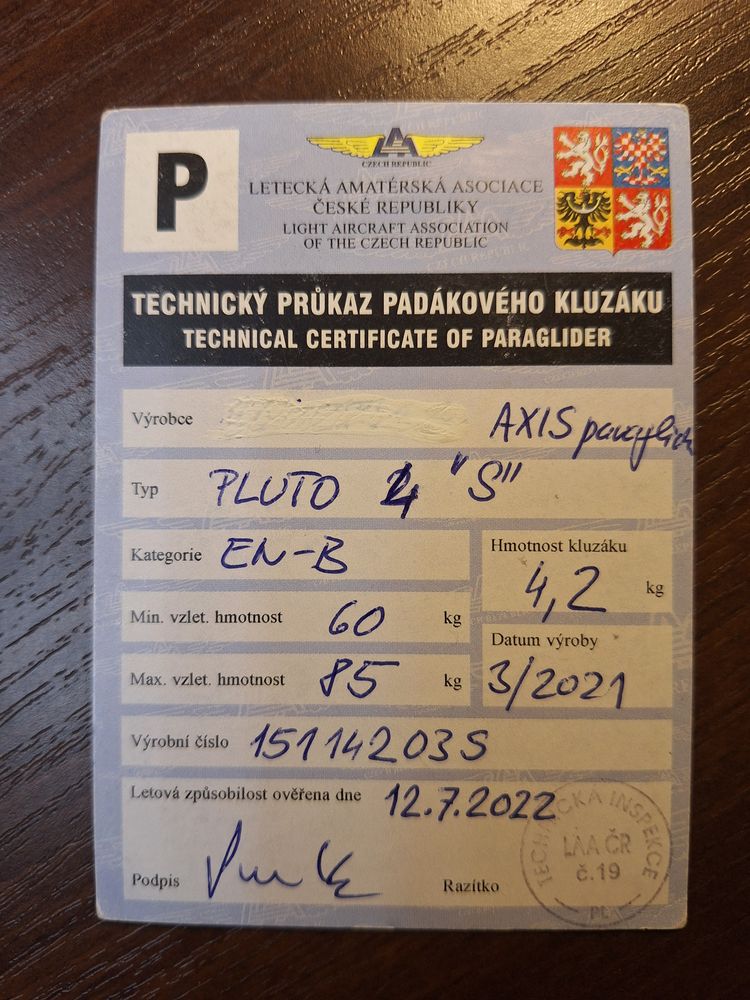 P
CZECH REPUBLIC
LETECKÁ AMATÉRSKÁ ASOCIACE
ČESKÉ REPUBLIKY
LIGHT AIRCRAFT ASSOCIATION
OF THE CZECH REPUBLIC
TECHNICKÝ PRŮKAZ PADÁKOVÉHO KLUZÁKU
TECHNICAL CERTIFICATE OF PARAGLIDER
Výrobce AXIS
Typ PLUTO 4 "S"
Kategorie EN-B
Hmotnost kluzáku 4,2 kg
Min. vzlet. hmotnost 60 kg
Datum výroby 3/2021
Max. vzlet. hmotnost 85 kg
Výrobní číslo 15114203S
Letová způsobilost ověřena dne 12.7.2022
Podpis
Razítko
TECHNICKÁ INSPEKCE
LAA ČR
č.19